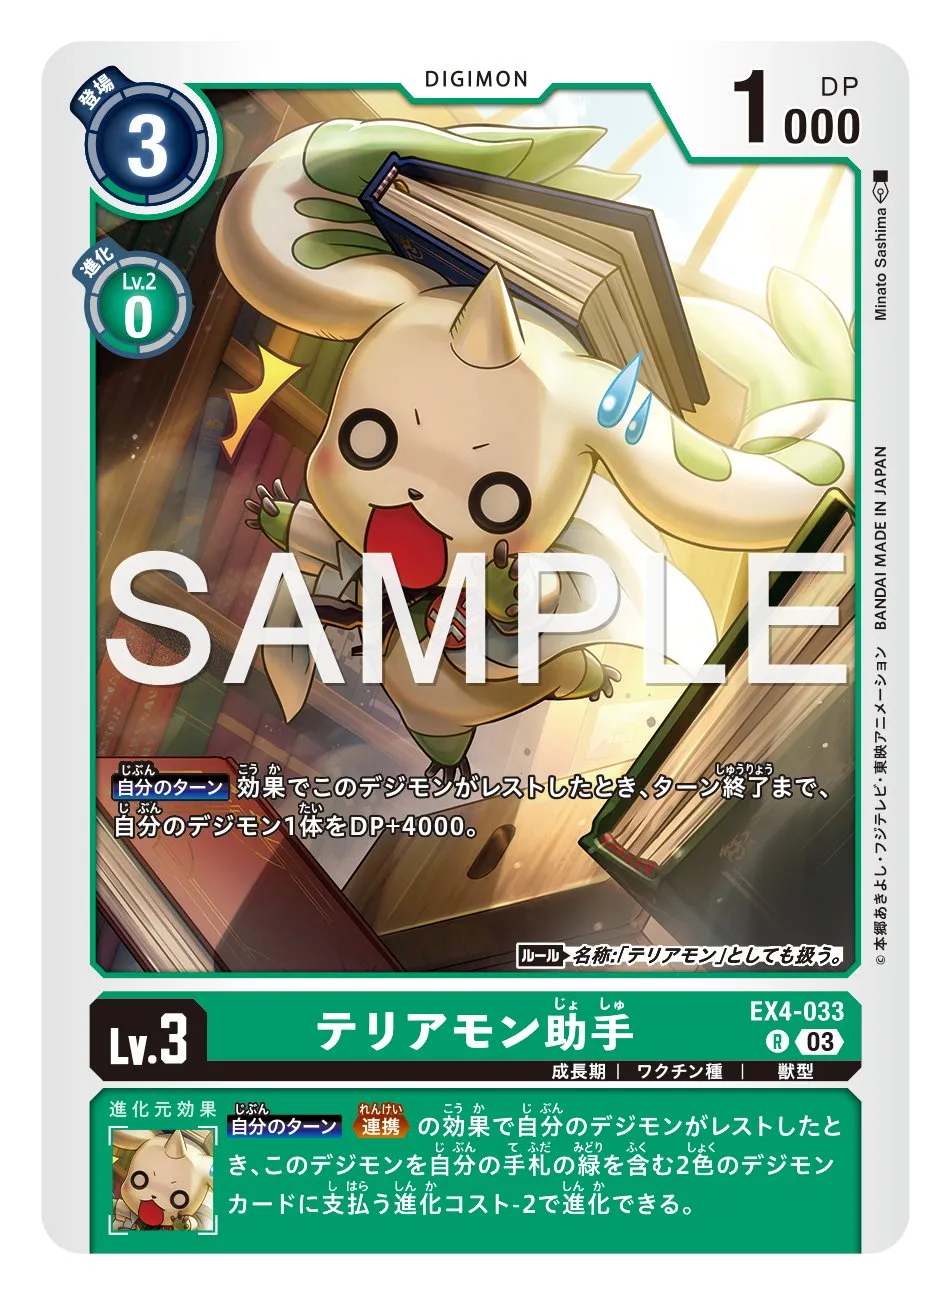 DIGIMON
登場
3
DP
1000
進化
Lv.2
0
Minato Sashima
BANDAI MADE IN JAPAN
©本郷あきよし・フジテレビ・東映アニメーション
SAMPLE
自分のターン 効果でこのデジモンがレストしたとき、ターン終了まで、
自分のデジモン1体をDP+4000。
ルール 名称:「テリアモン」としても扱う。
Lv.3
テリアモン助手
EX4-033
R 03
成長期 | ワクチン種 | 獣型
進化元効果
自分のターン 連携 の効果で自分のデジモンがレストしたと
き、このデジモンを自分の手札の緑を含む2色のデジモン
カードに支払う進化コスト-2で進化できる。